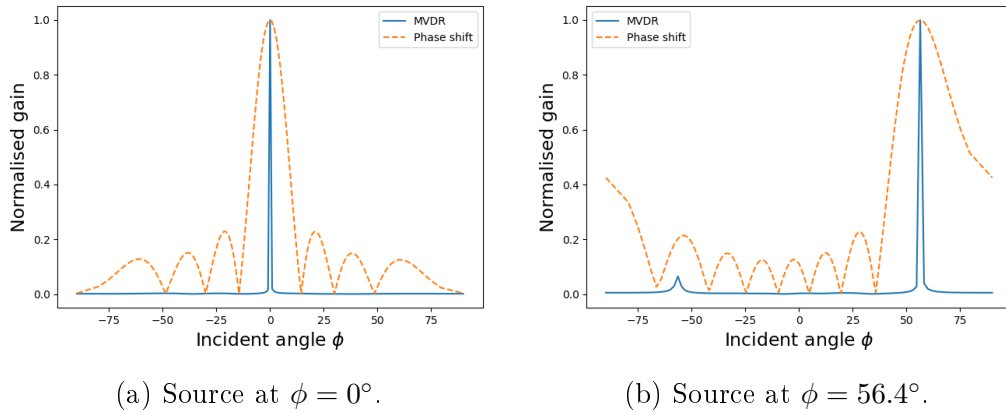 MVDR
Phase shift
1.0
0.8
0.6
0.4
0.2
0.0
Normalised gain
−75
−50
−25
0
25
50
75
Incident angle ϕ
(a) Source at ϕ = 0°.
MVDR
Phase shift
1.0
0.8
0.6
0.4
0.2
0.0
Normalised gain
−75
−50
−25
0
25
50
75
Incident angle ϕ
(b) Source at ϕ = 56.4°.